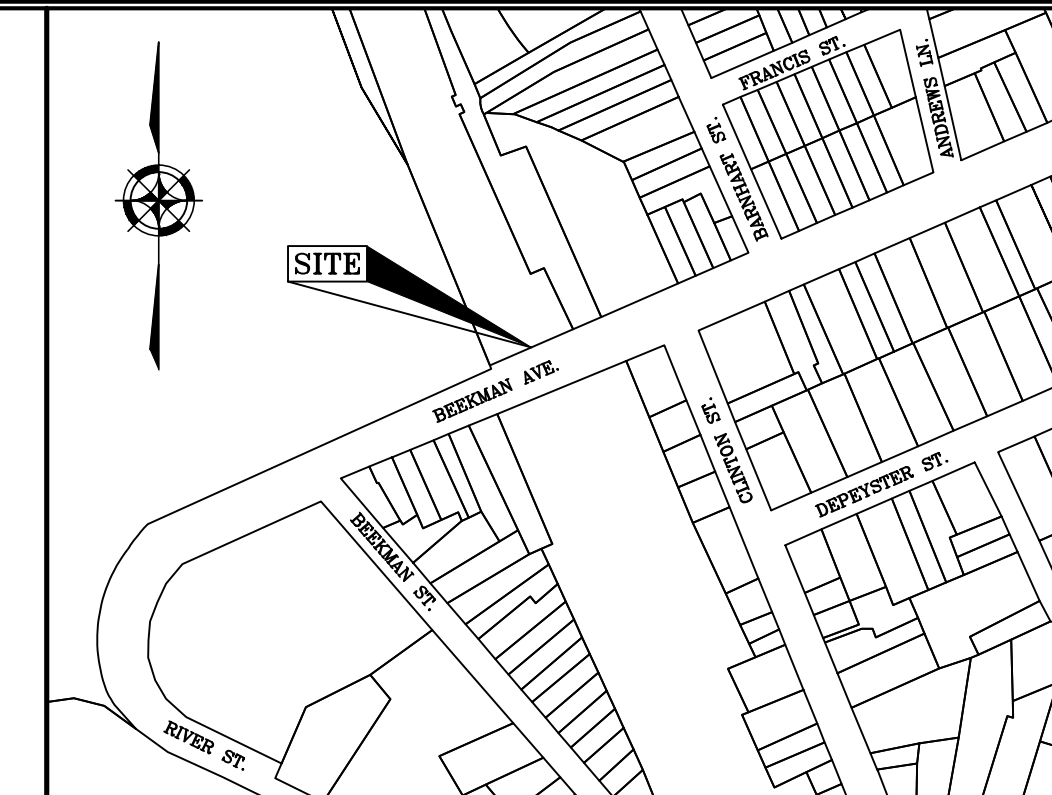 FRANCIS ST.
ANDREWS LN.
BARNHART ST.
SITE
BEEKMAN AVE.
CLINTON ST.
DEPEYSTER ST.
BEEKMAN ST.
RIVER ST.